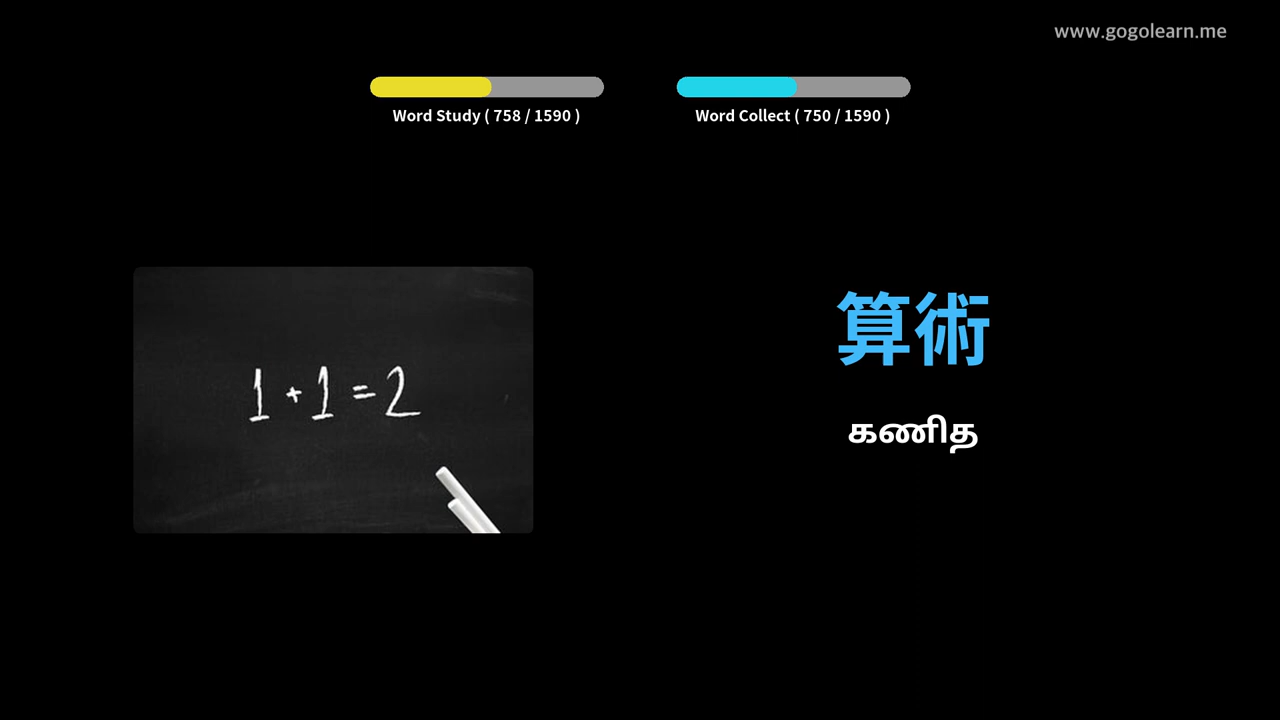 www.gogolearn.me
Word Study ( 758 / 1590 )
Word Collect ( 750 / 1590 )
1 + 1 = 2
算術
கணித